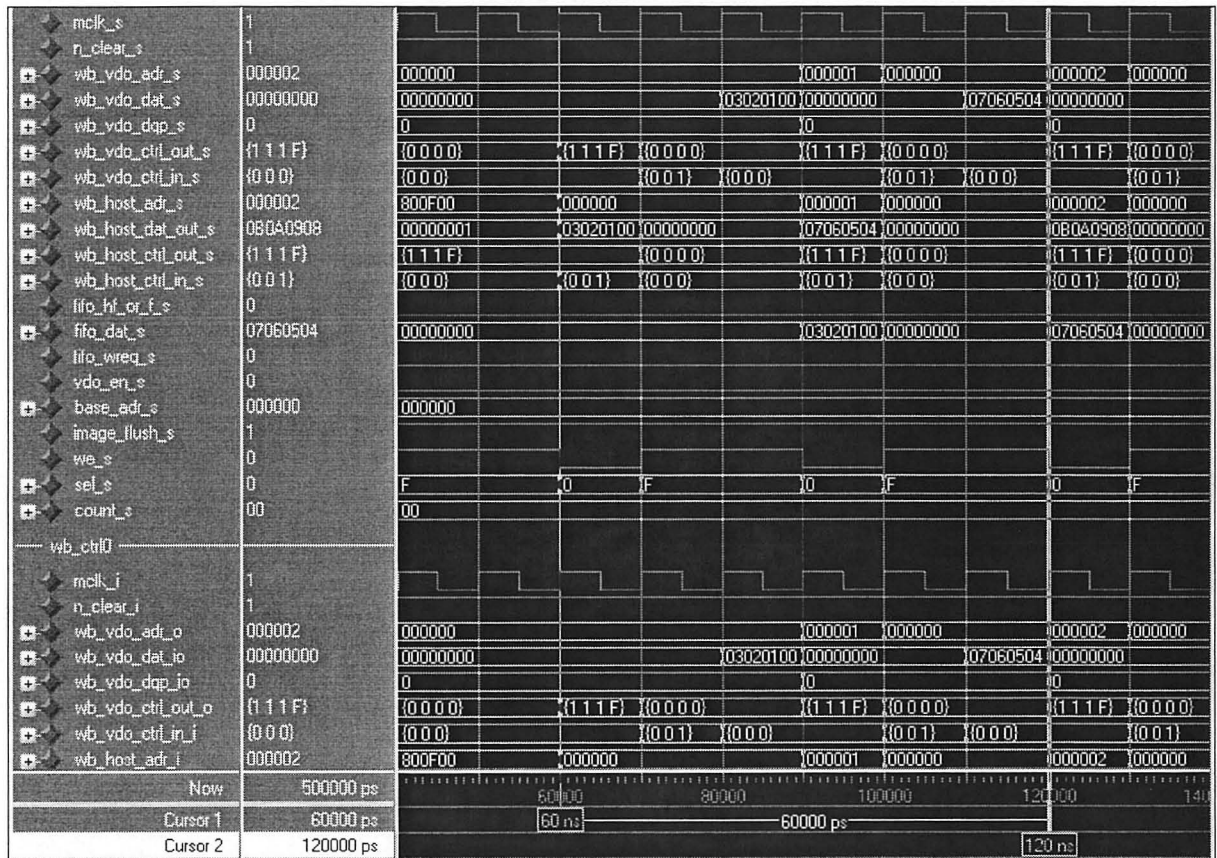 mclk_s 1
n_clear_s 1
wb_vdo_adr_s 000002 000000 000001 000000 000002 000000
wb_vdo_dat_s 00000000 00000000 03020100 00000000 07060504 00000000
wb_vdo_dqp_s 0 0 0 0
wb_vdo_ctrl_out_s {1 1 1 F} {0 0 0 0} {1 1 1 F} {0 0 0 0} {1 1 1 F} {0 0 0 0} {1 1 1 F} {0 0 0 0}
wb_vdo_ctrl_in_s {0 0 0} {0 0 0} {0 0 1} {0 0 0} {0 0 1} {0 0 0} {0 0 1}
wb_host_adr_s 000002 800F00 000000 000001 000000 000002 000000
wb_host_dat_out_s 0B0A0908 00000001 03020100 00000000 07060504 00000000 0B0A0908 00000000
wb_host_ctrl_out_s {1 1 1 F} {1 1 1 F} {0 0 0 0} {1 1 1 F} {0 0 0 0} {1 1 1 F} {0 0 0 0}
wb_host_ctrl_in_s {0 0 1} {0 0 0} {0 0 1} {0 0 0} {0 0 1} {0 0 0} {0 0 1} {0 0 0}
fifo_hf_or_f_s 0
fifo_dat_s 07060504 00000000 03020100 00000000 07060504 00000000
fifo_wreq_s 0
vdo_en_s 0
base_adr_s 000000 000000
image_flush_s 1
we_s 0
sel_s 0 F 0 F 0 F 0 F
count_s 00 00
wb_ctrl0
mclk_i 1
n_clear_i 1
wb_vdo_adr_o 000002 000000 000001 000000 000002 000000
wb_vdo_dat_io 00000000 00000000 03020100 00000000 07060504 00000000
wb_vdo_dqp_io 0 0 0 0
wb_vdo_ctrl_out_o {1 1 1 F} {0 0 0 0} {1 1 1 F} {0 0 0 0} {1 1 1 F} {0 0 0 0} {1 1 1 F} {0 0 0 0}
wb_vdo_ctrl_in_i {0 0 0} {0 0 0} {0 0 1} {0 0 0} {0 0 1} {0 0 0} {0 0 1}
wb_host_adr_i 000002 800F00 000000 000001 000000 000002 000000
Now 500000 ps 60000 80000 100000 120000 140
Cursor 1 60000 ps 60 ns 60000 ps
Cursor 2 120000 ps 120 ns